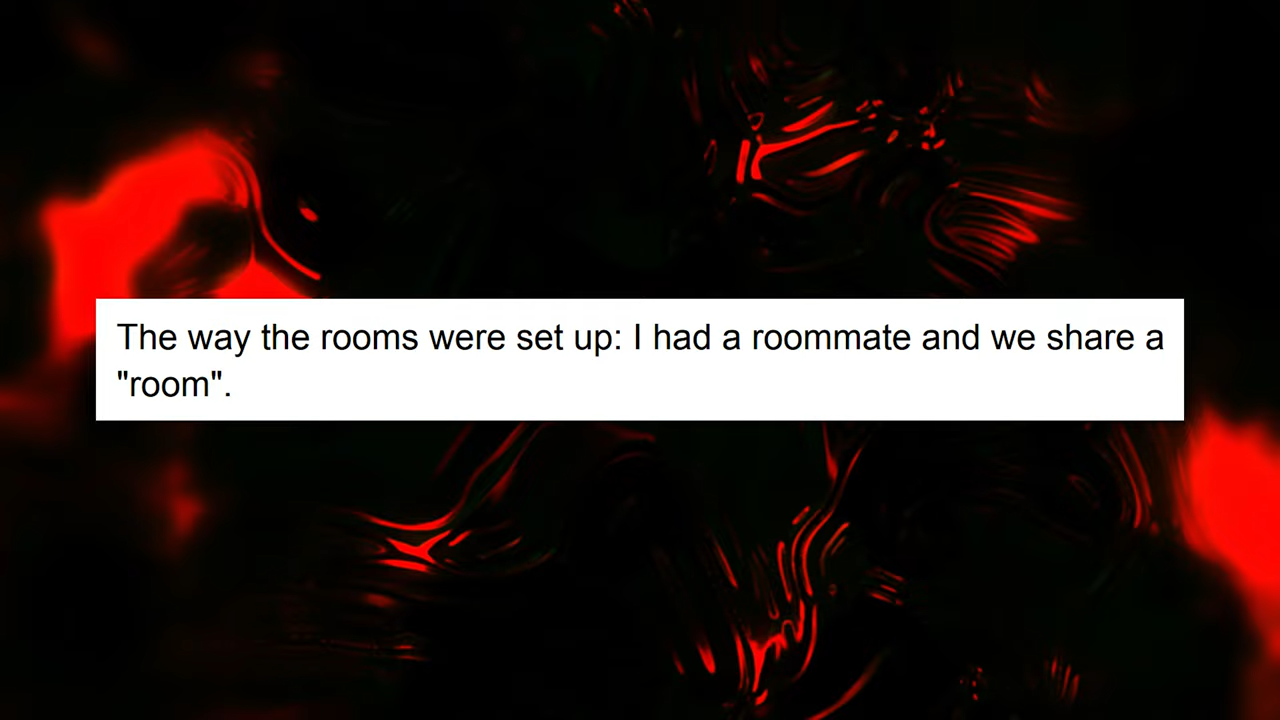 The way the rooms were set up: I had a roommate and we share a
"room".